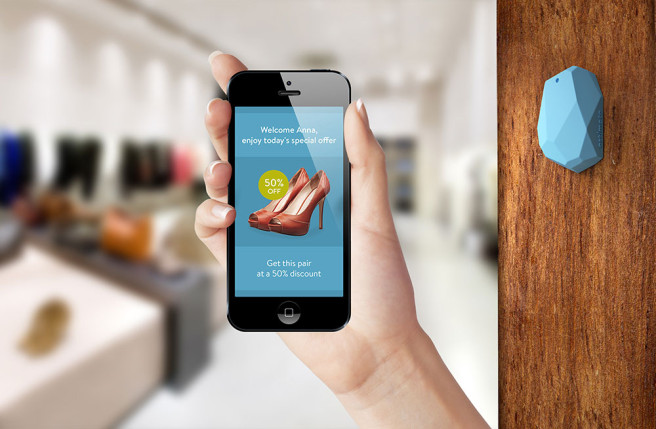 Welcome Anna,
enjoy today's special offer
50%
OFF
Get this pair
at a 50% discount